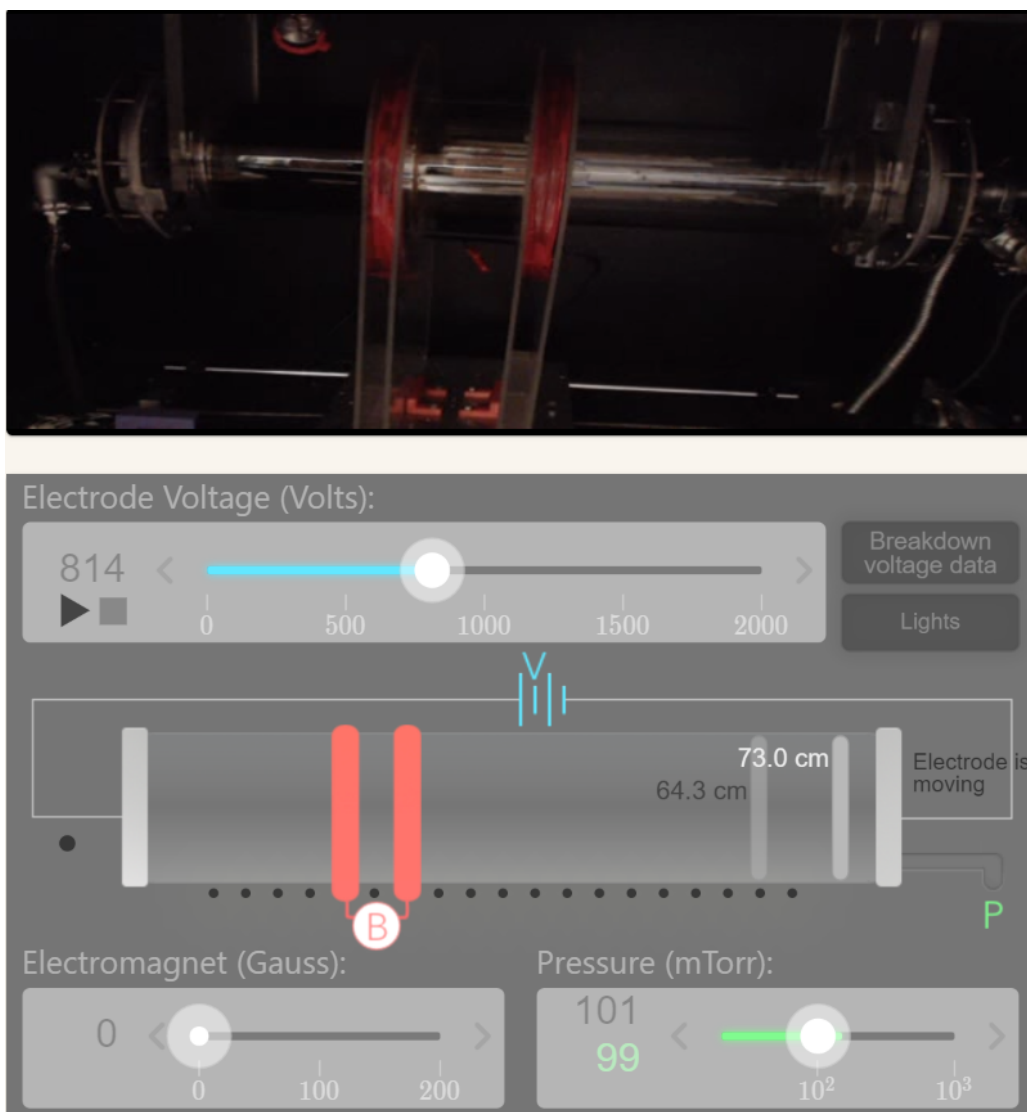 Electrode Voltage (Volts):
814
0 500 1000 1500 2000
Breakdown
voltage data
Lights
V
73.0 cm
64.3 cm
Electrode is
moving
B
P
Electromagnet (Gauss):
0
0 100 200
Pressure (mTorr):
101
99
10² 10³